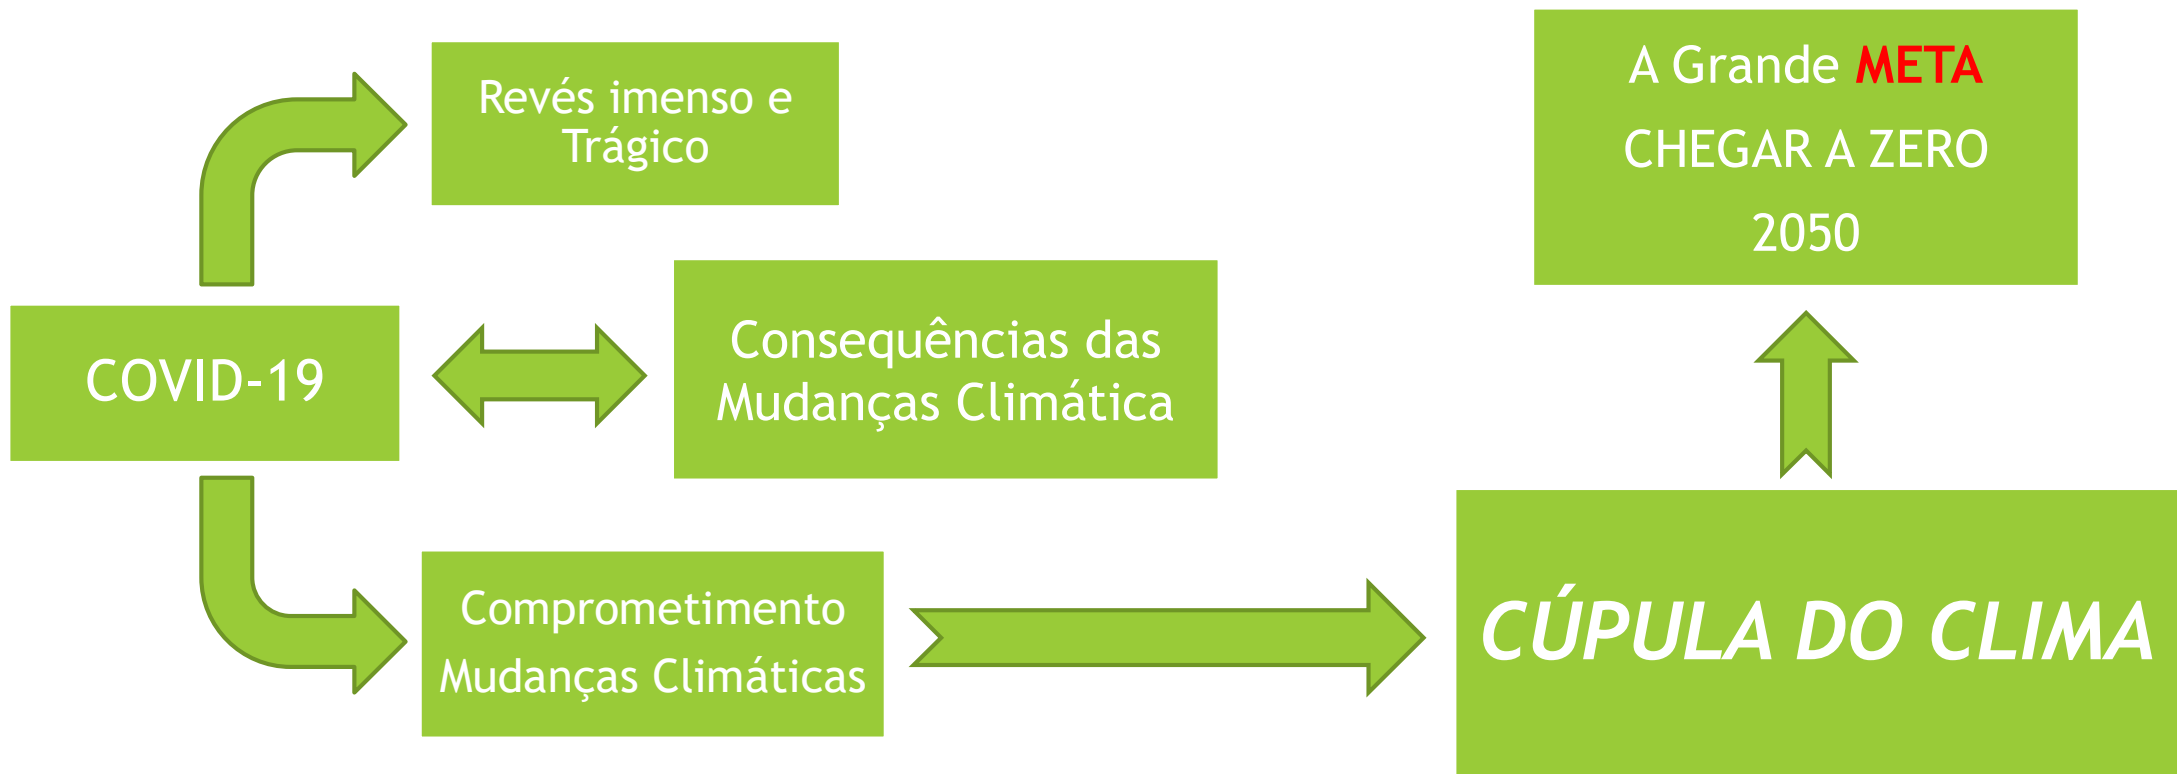 Revés imenso e
Trágico
COVID-19
Consequências das
Mudanças Climática
Comprometimento
Mudanças Climáticas
CÚPULA DO CLIMA
A Grande META
CHEGAR A ZERO
2050